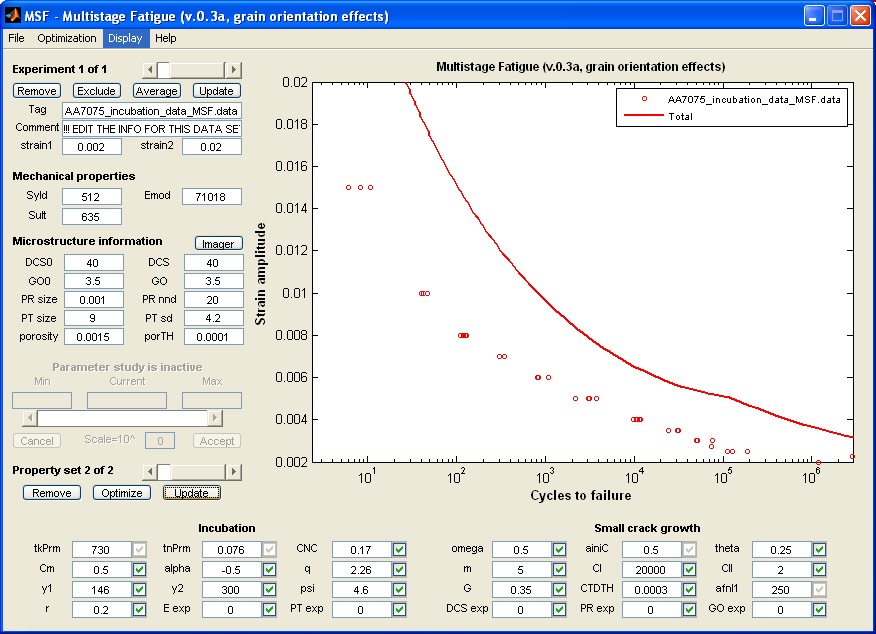 MSF - Multistage Fatigue (v.0.3a, grain orientation effects)
File Optimization Display Help
Experiment 1 of 1
Remove Exclude Average Update
Tag AA7075_incubation_data_MSF.data
Comment !!! EDIT THE INFO FOR THIS DATA SE
strain1 0.002 strain2 0.02
Mechanical properties
Syld 512 Emod 71018
Sult 635
Microstructure information Imager
DCS0 40 DCS 40
GO0 3.5 GO 3.5
PR size 0.001 PR nnd 20
PT size 9 PT sd 4.2
porosity 0.0015 porTH 0.0001
Parameter study is inactive
Min Current Max
Cancel Scale=10^ 0 Accept
Property set 2 of 2
Remove Optimize Update
Multistage Fatigue (v.0.3a, grain orientation effects)
AA7075_incubation_data_MSF.data
Total
Strain amplitude
0.02
0.018
0.016
0.014
0.012
0.01
0.008
0.006
0.004
0.002
10^1 10^2 10^3 10^4 10^5 10^6
Cycles to failure
Incubation
tkPrm 730 tnPrm 0.076 CNC 0.17
Cm 0.5 alpha -0.5 q 2.26
y1 146 y2 300 psi 4.6
r 0.2 E exp 0 PT exp 0
Small crack growth
omega 0.5 ainiC 0.5 theta 0.25
m 5 CI 20000 CII 2
G 0.35 CTDTH 0.0003 afnl1 250
DCS exp 0 PR exp 0 GO exp 0